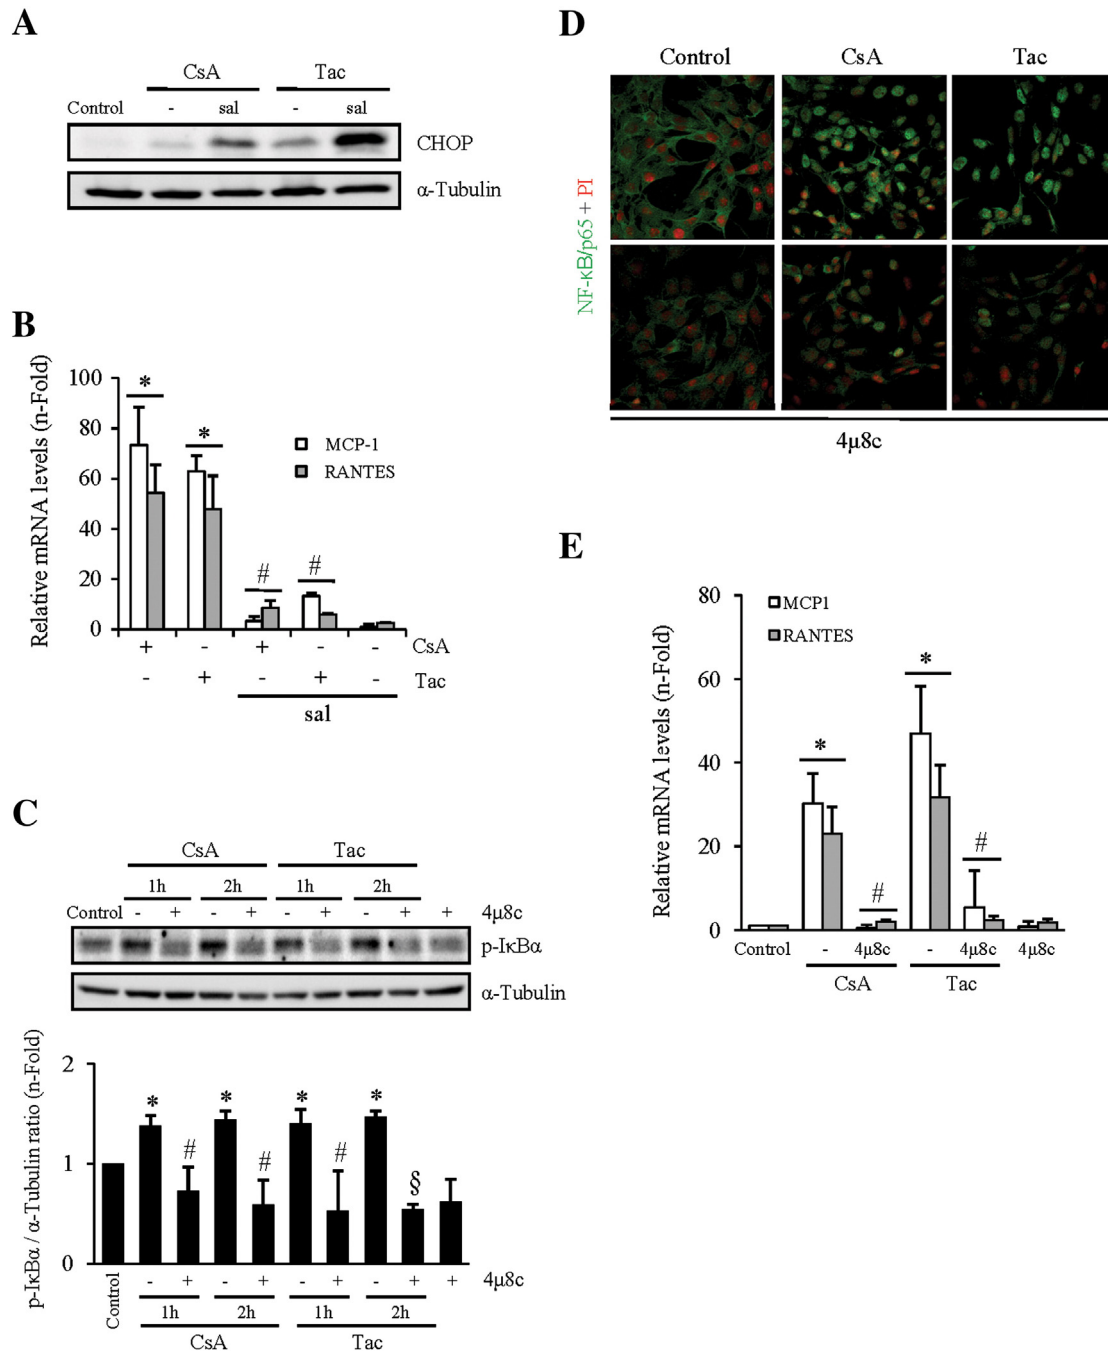 A
CsA Tac
Control - sal - sal
CHOP
α-Tubulin
B
Relative mRNA levels (n-Fold)
100
80
60
40
20
0
* * # #
MCP-1
RANTES
+ - + - - CsA
- + - + - Tac
sal
C
CsA Tac
1h 2h 1h 2h
Control - + - + - + - + + 4µ8c
p-IκBα
α-Tubulin
p-IκBα / α-Tubulin ratio (n-Fold)
2
1
0
* # * # * # * §
Control - + - + - + - + + 4µ8c
1h 2h 1h 2h
CsA Tac
D
Control CsA Tac
NF-κB/p65 + PI
4µ8c
E
Relative mRNA levels (n-Fold)
80
60
40
20
0
MCP1
RANTES
* # * #
Control - 4µ8c - 4µ8c 4µ8c
CsA Tac